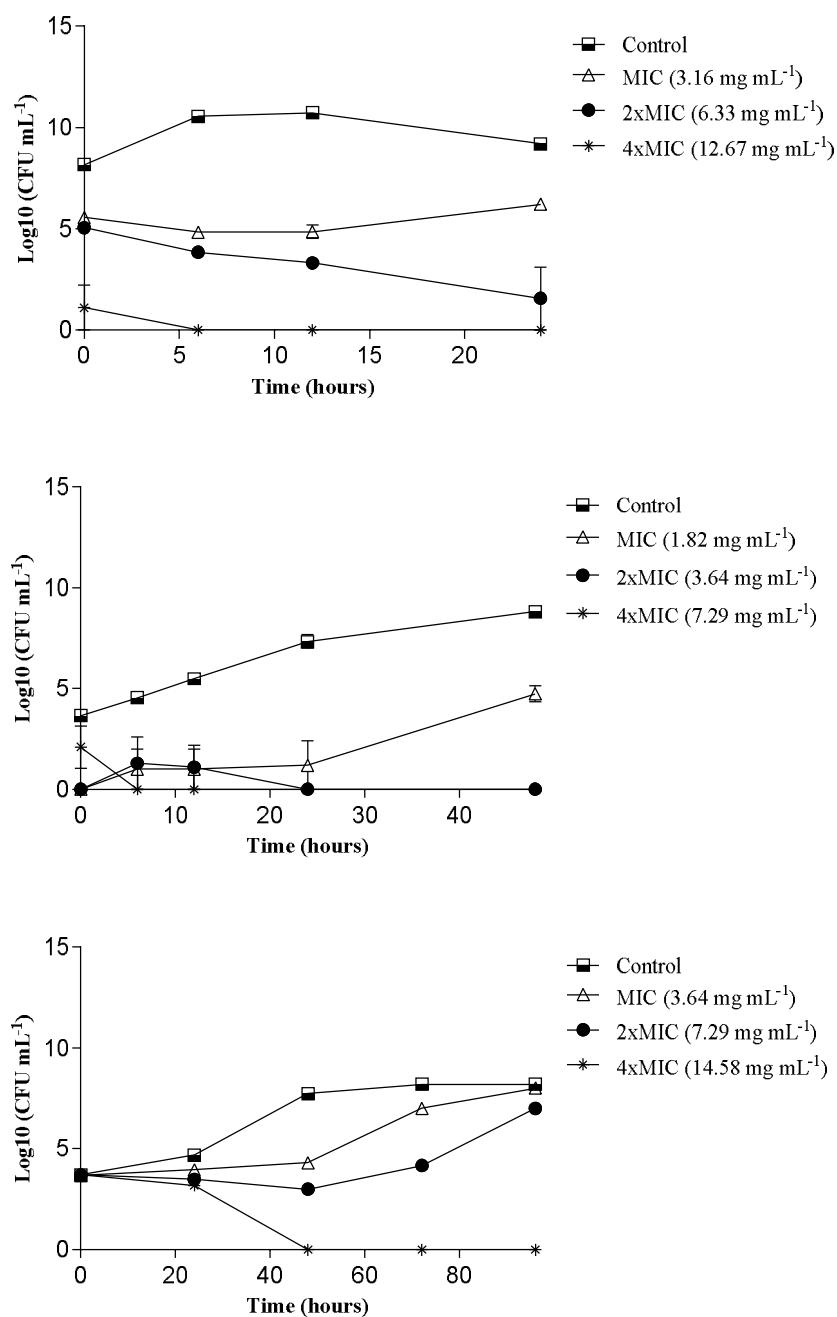 15
10
5
0
Log10 (CFU mL-1)
0 5 10 15 20
Time (hours)
Control
MIC (3.16 mg mL-1)
2xMIC (6.33 mg mL-1)
4xMIC (12.67 mg mL-1)
15
10
5
0
Log10 (CFU mL-1)
0 10 20 30 40
Time (hours)
Control
MIC (1.82 mg mL-1)
2xMIC (3.64 mg mL-1)
4xMIC (7.29 mg mL-1)
15
10
5
0
Log10 (CFU mL-1)
0 20 40 60 80
Time (hours)
Control
MIC (3.64 mg mL-1)
2xMIC (7.29 mg mL-1)
4xMIC (14.58 mg mL-1)